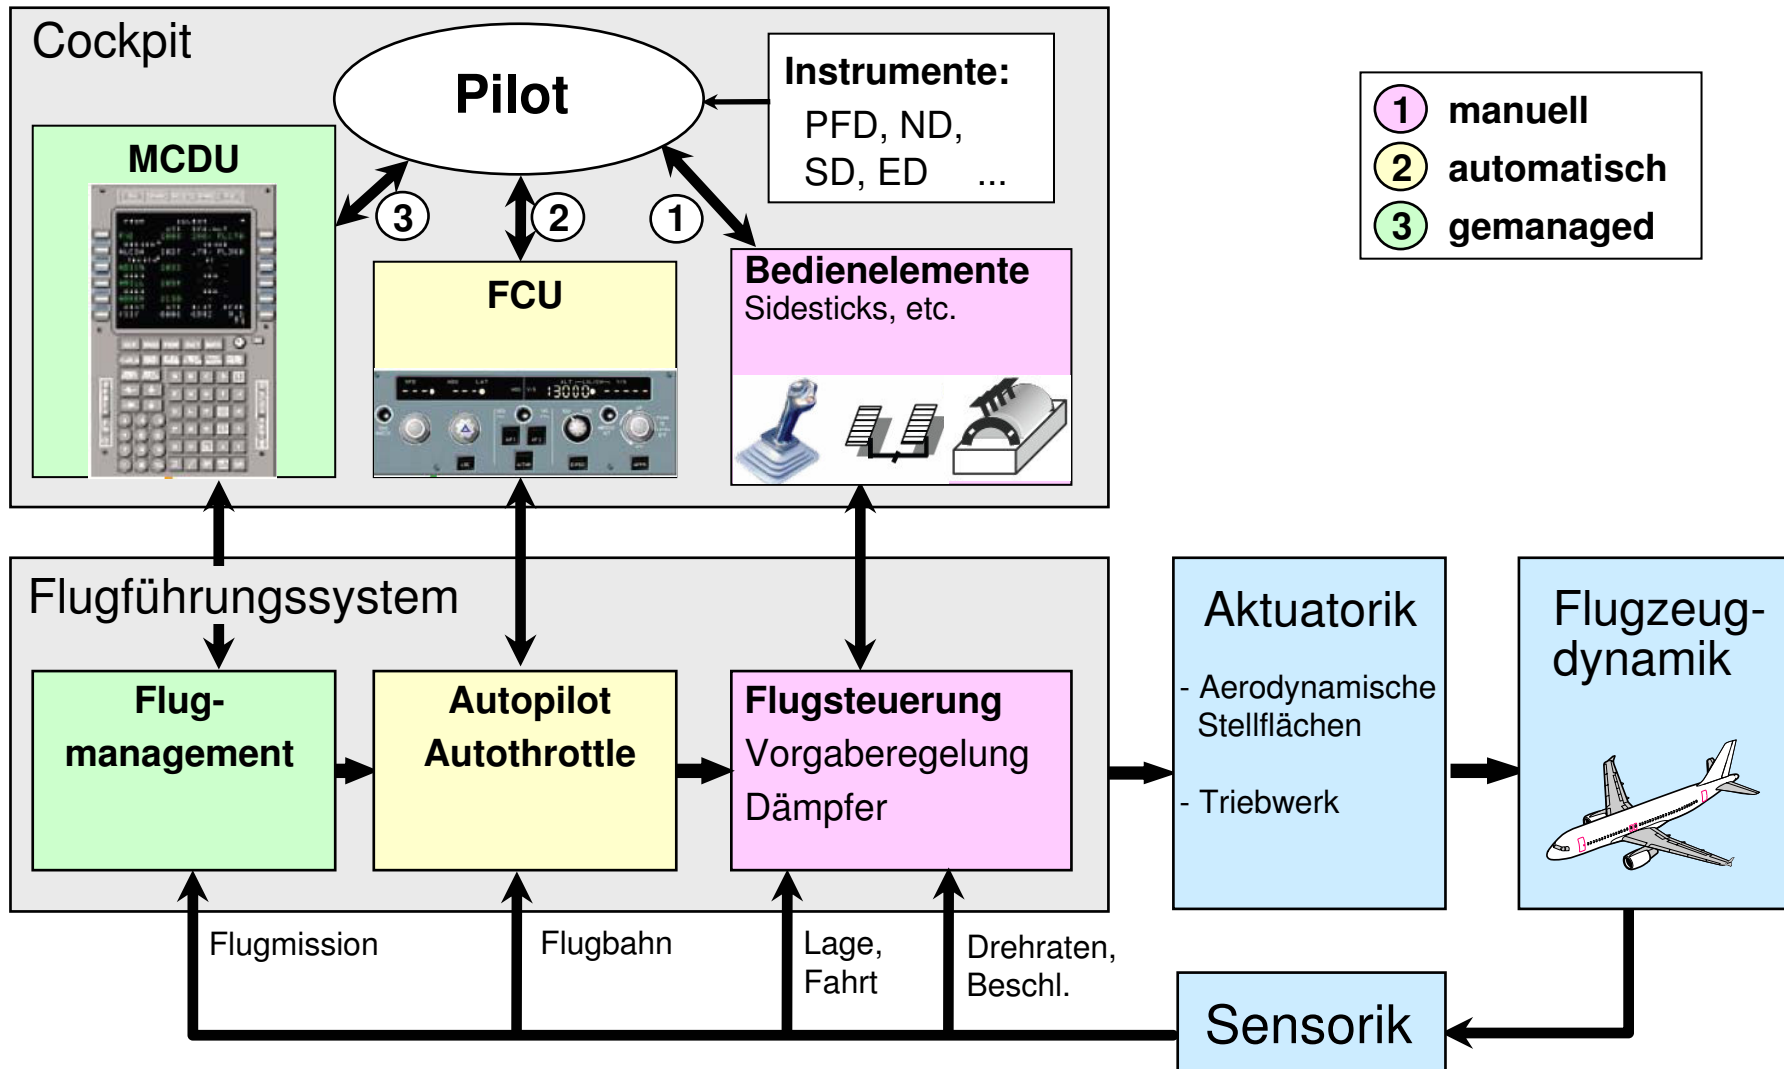 Cockpit
Pilot
Instrumente:
PFD, ND,
SD, ED ...
1 manuell
2 automatisch
3 gemanaged
MCDU
3
2
1
FCU
13000
Bedienelemente
Sidesticks, etc.
Flugführungssystem
Flug-
management
Autopilot
Autothrottle
Flugsteuerung
Vorgaberegelung
Dämpfer
Aktuatorik
- Aerodynamische
Stellflächen
- Triebwerk
Flugzeug-
dynamik
Flugmission
Flugbahn
Lage,
Fahrt
Drehraten,
Beschl.
Sensorik